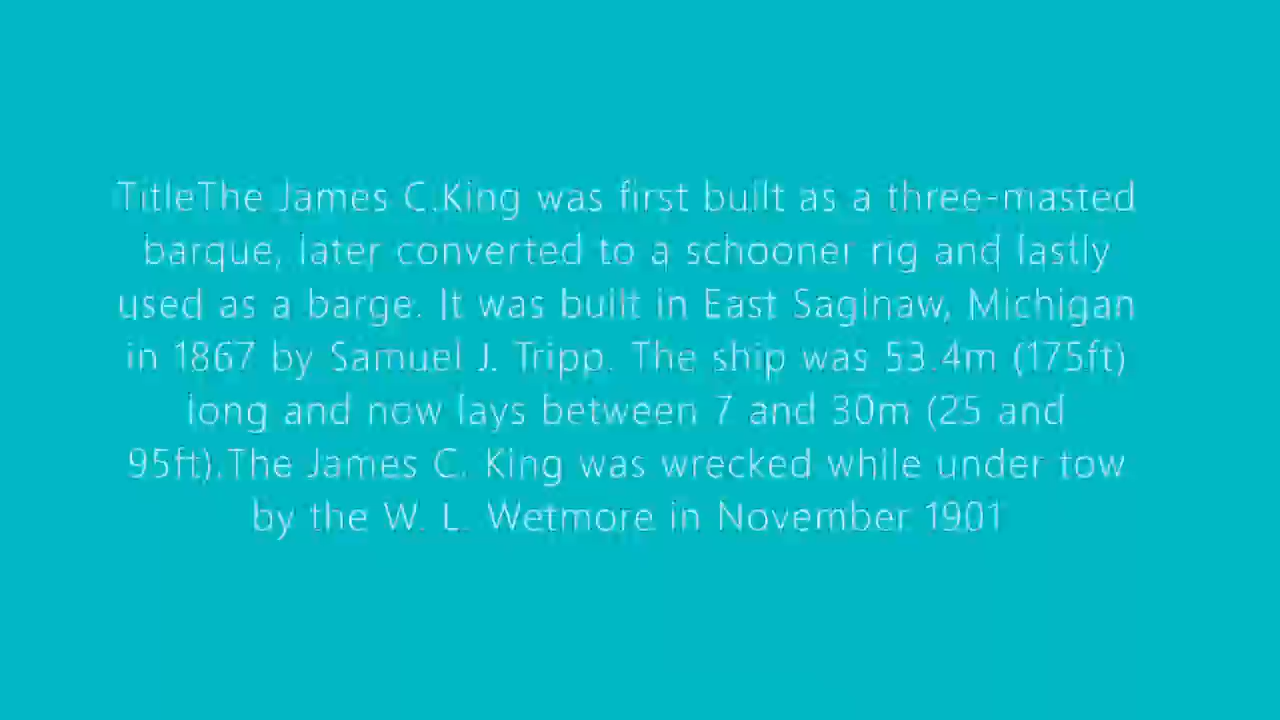 TitleThe James C.King was first built as a three-masted
barque, later converted to a schooner rig and lastly
used as a barge. It was built in East Saginaw, Michigan
in 1867 by Samuel J. Tripp. The ship was 53.4m (175ft)
long and now lays between 7 and 30m (25 and
95ft).The James C. King was wrecked while under tow
by the W. L. Wetmore in November 1901